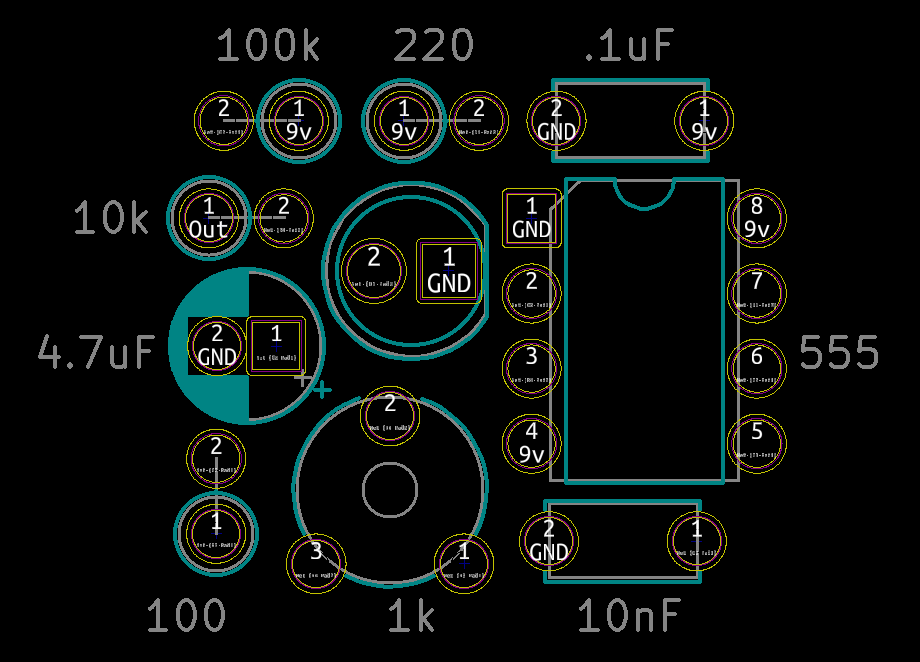 100k 220 .1uF
2 1 1 2 2 1
9v 9v GND 9v
10k 1 2 1 8
Out GND 9v
2 1 2 7
GND
4.7uF 2 1 3 6 555
GND
+
+
2 2 4 5
9v
1 3 1 2 1
GND
100 1k 10nF